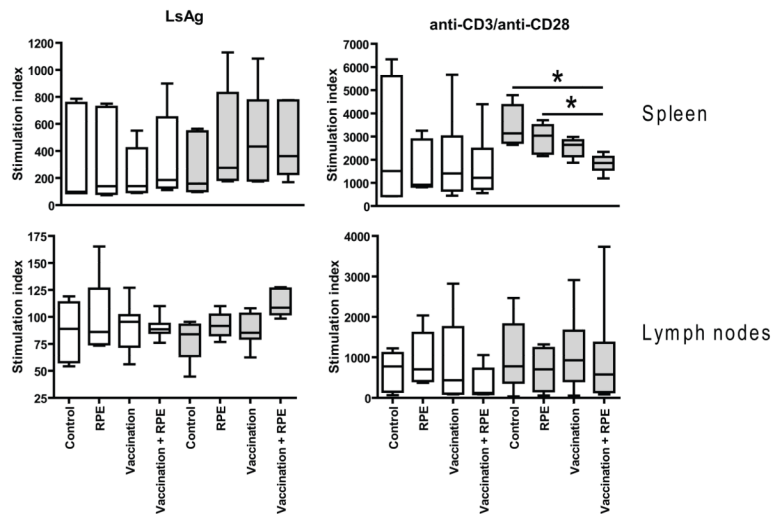 LsAg
anti-CD3/anti-CD28
Stimulation index
1200
1000
800
600
400
200
0
Stimulation index
7000
6000
5000
4000
3000
2000
1000
0
*
*
Spleen
Stimulation index
175
150
125
100
75
50
25
Stimulation index
4000
3000
2000
1000
0
Lymph nodes
Control
RPE
Vaccination
Vaccination + RPE
Control
RPE
Vaccination
Vaccination + RPE
Control
RPE
Vaccination
Vaccination + RPE
Control
RPE
Vaccination
Vaccination + RPE